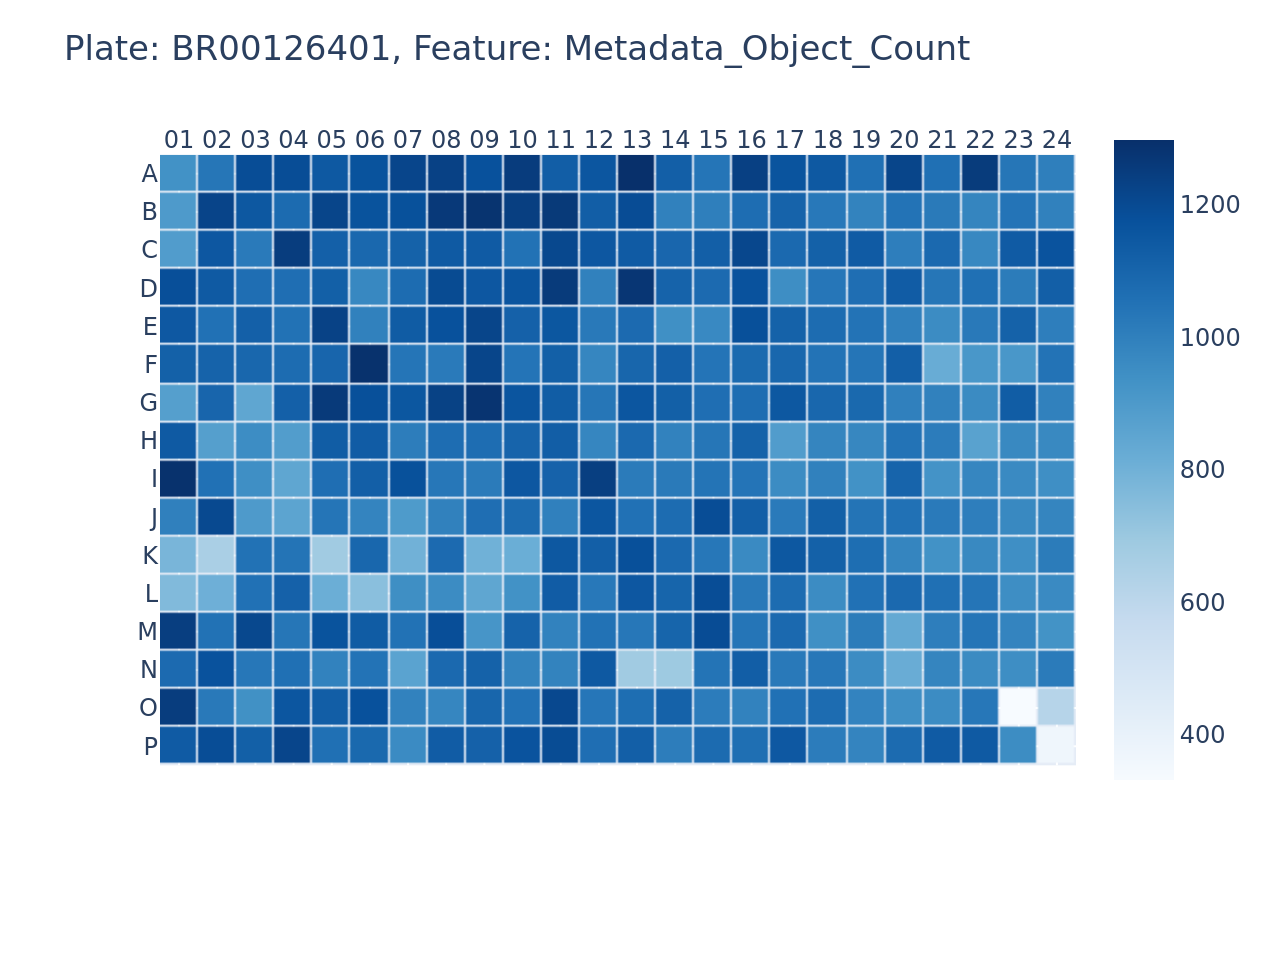 Plate: BR00126401, Feature: Metadata_Object_Count
01 02 03 04 05 06 07 08 09 10 11 12 13 14 15 16 17 18 19 20 21 22 23 24
A
B
C
D
E
F
G
H
I
J
K
L
M
N
O
P
1200
1000
800
600
400